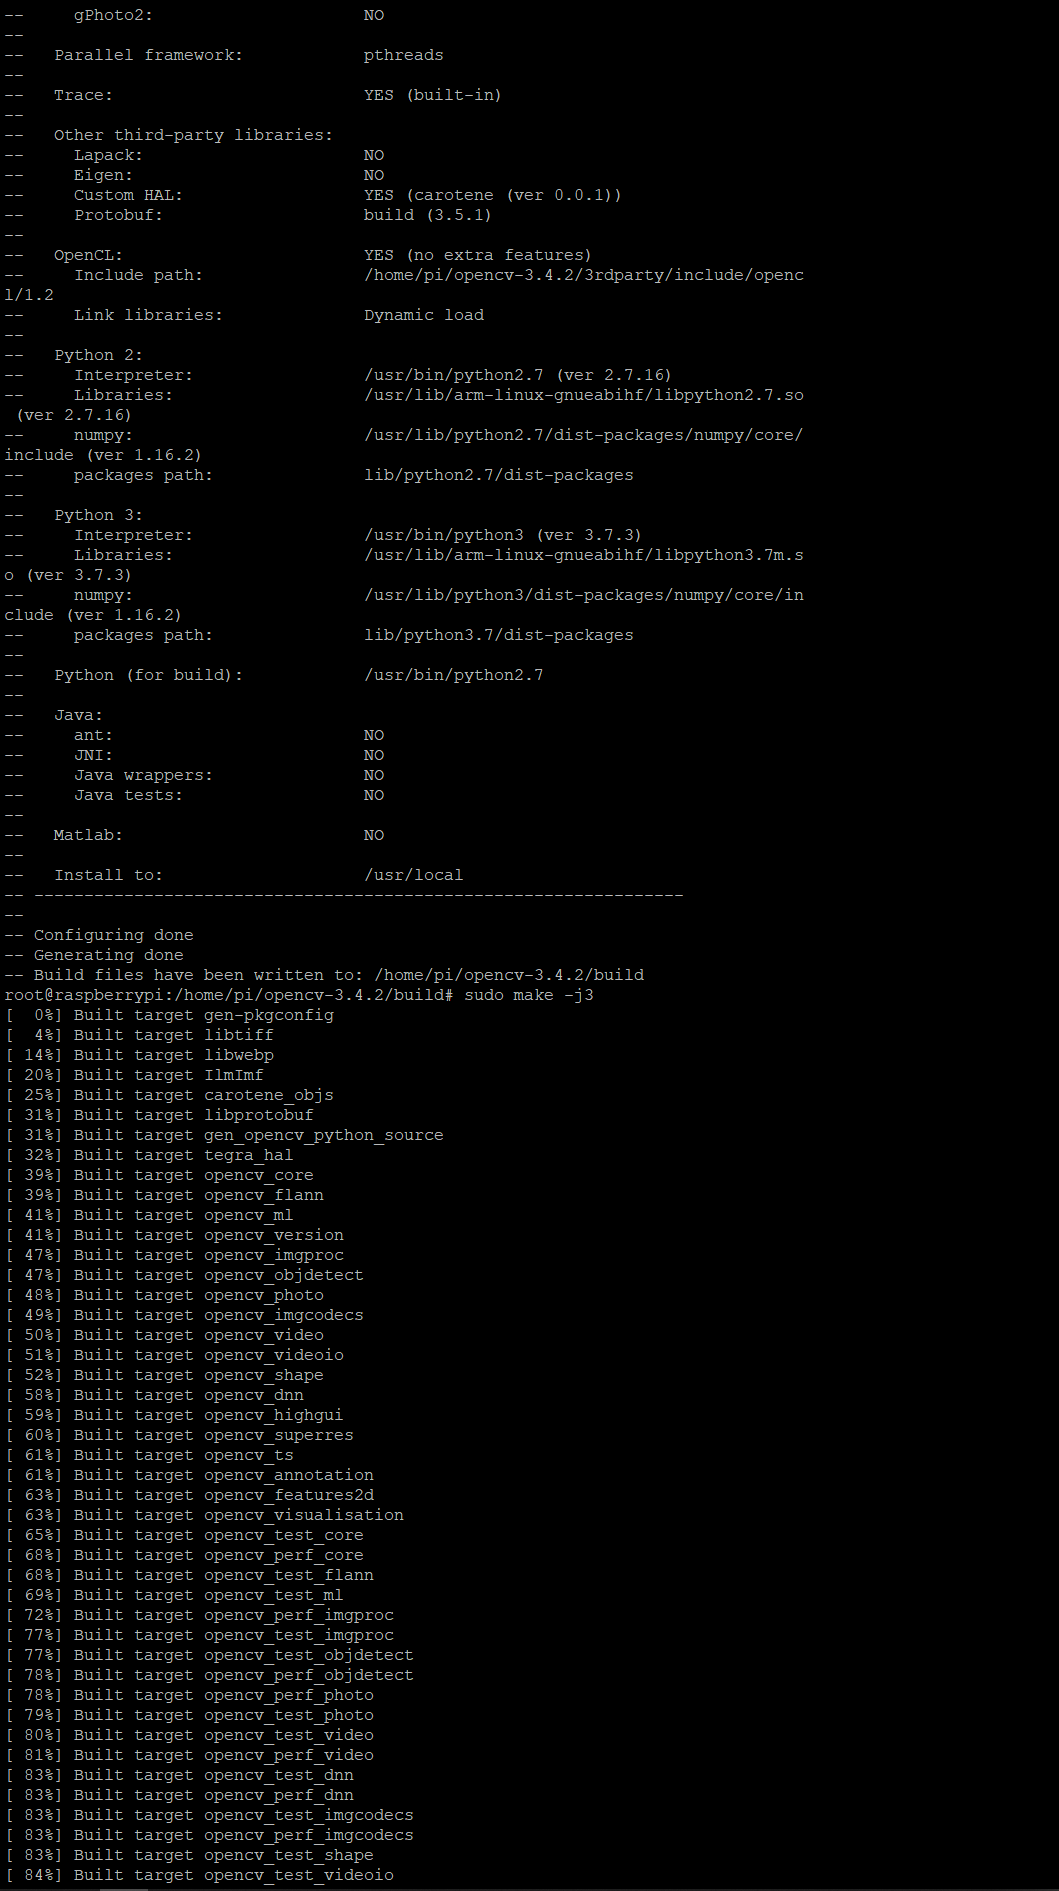 --     gPhoto2:                     NO
--
--   Parallel framework:            pthreads
--
--   Trace:                         YES (built-in)
--
--   Other third-party libraries:
--     Lapack:                      NO
--     Eigen:                       NO
--     Custom HAL:                  YES (carotene (ver 0.0.1))
--     Protobuf:                    build (3.5.1)
--
--   OpenCL:                        YES (no extra features)
--     Include path:                /home/pi/opencv-3.4.2/3rdparty/include/openc
l/1.2
--     Link libraries:              Dynamic load
--
--   Python 2:
--     Interpreter:                 /usr/bin/python2.7 (ver 2.7.16)
--     Libraries:                   /usr/lib/arm-linux-gnueabihf/libpython2.7.so
 (ver 2.7.16)
--     numpy:                       /usr/lib/python2.7/dist-packages/numpy/core/
include (ver 1.16.2)
--     packages path:               lib/python2.7/dist-packages
--
--   Python 3:
--     Interpreter:                 /usr/bin/python3 (ver 3.7.3)
--     Libraries:                   /usr/lib/arm-linux-gnueabihf/libpython3.7m.s
o (ver 3.7.3)
--     numpy:                       /usr/lib/python3/dist-packages/numpy/core/in
clude (ver 1.16.2)
--     packages path:               lib/python3.7/dist-packages
--
--   Python (for build):            /usr/bin/python2.7
--
--   Java:
--     ant:                         NO
--     JNI:                         NO
--     Java wrappers:               NO
--     Java tests:                  NO
--
--   Matlab:                        NO
--
--   Install to:                    /usr/local
-- -----------------------------------------------------------------
--
-- Configuring done
-- Generating done
-- Build files have been written to: /home/pi/opencv-3.4.2/build
root@raspberrypi:/home/pi/opencv-3.4.2/build# sudo make -j3
[  0%] Built target gen-pkgconfig
[  4%] Built target libtiff
[ 14%] Built target libwebp
[ 20%] Built target IlmImf
[ 25%] Built target carotene_objs
[ 31%] Built target libprotobuf
[ 31%] Built target gen_opencv_python_source
[ 32%] Built target tegra_hal
[ 39%] Built target opencv_core
[ 39%] Built target opencv_flann
[ 41%] Built target opencv_ml
[ 41%] Built target opencv_version
[ 47%] Built target opencv_imgproc
[ 47%] Built target opencv_objdetect
[ 48%] Built target opencv_photo
[ 49%] Built target opencv_imgcodecs
[ 50%] Built target opencv_video
[ 51%] Built target opencv_videoio
[ 52%] Built target opencv_shape
[ 58%] Built target opencv_dnn
[ 59%] Built target opencv_highgui
[ 60%] Built target opencv_superres
[ 61%] Built target opencv_ts
[ 61%] Built target opencv_annotation
[ 63%] Built target opencv_features2d
[ 63%] Built target opencv_visualisation
[ 65%] Built target opencv_test_core
[ 68%] Built target opencv_perf_core
[ 68%] Built target opencv_test_flann
[ 69%] Built target opencv_test_ml
[ 72%] Built target opencv_perf_imgproc
[ 77%] Built target opencv_test_imgproc
[ 77%] Built target opencv_test_objdetect
[ 78%] Built target opencv_perf_objdetect
[ 78%] Built target opencv_perf_photo
[ 79%] Built target opencv_test_photo
[ 80%] Built target opencv_test_video
[ 81%] Built target opencv_perf_video
[ 83%] Built target opencv_test_dnn
[ 83%] Built target opencv_perf_dnn
[ 83%] Built target opencv_test_imgcodecs
[ 83%] Built target opencv_perf_imgcodecs
[ 83%] Built target opencv_test_shape
[ 84%] Built target opencv_test_videoio